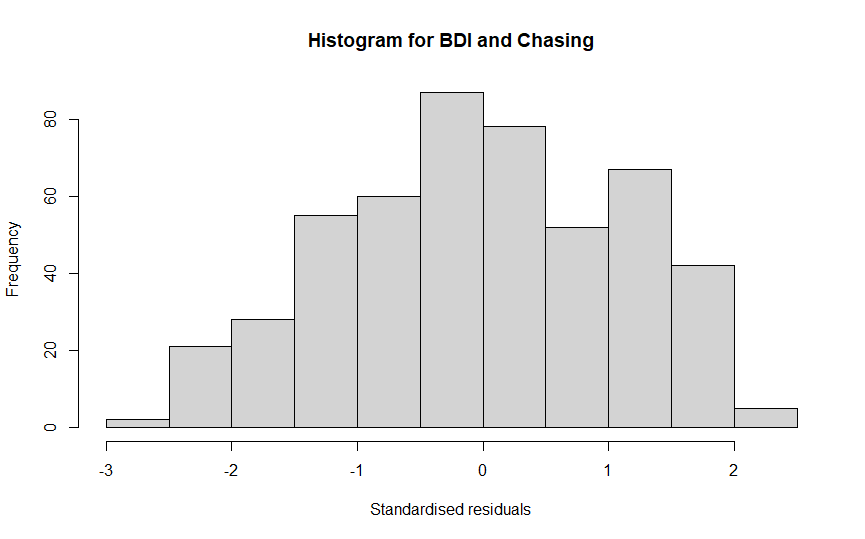 Histogram for BDI and Chasing
Frequency
80
60
40
20
0
-3 -2 -1 0 1 2
Standardised residuals